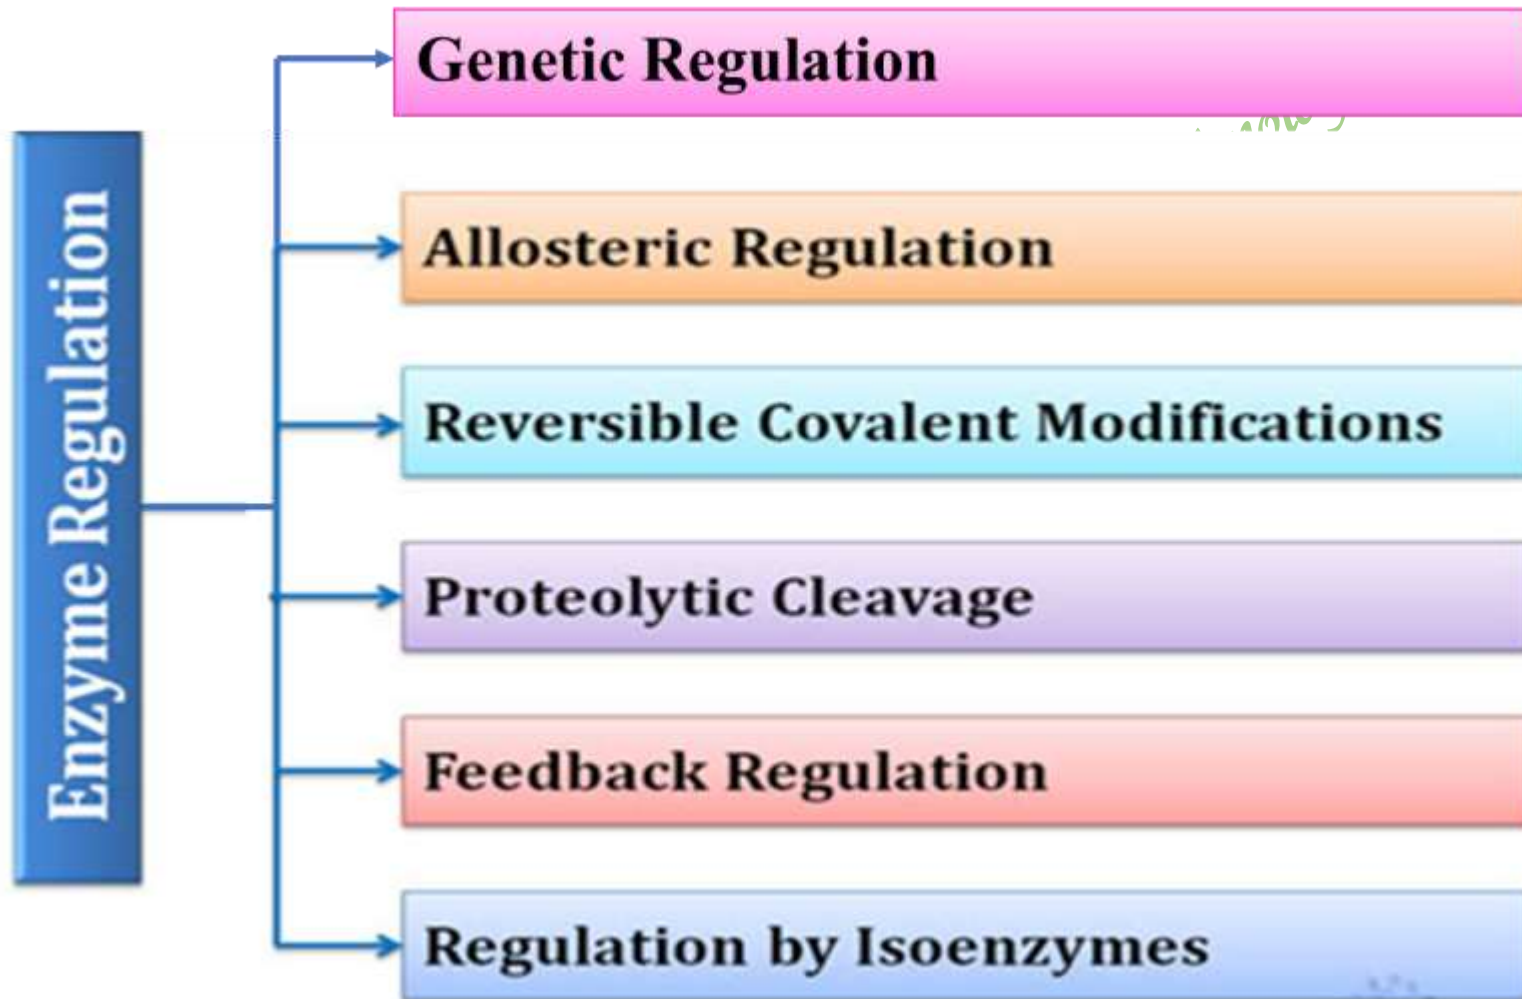 Enzyme Regulation
Genetic Regulation
Allosteric Regulation
Reversible Covalent Modifications
Proteolytic Cleavage
Feedback Regulation
Regulation by Isoenzymes